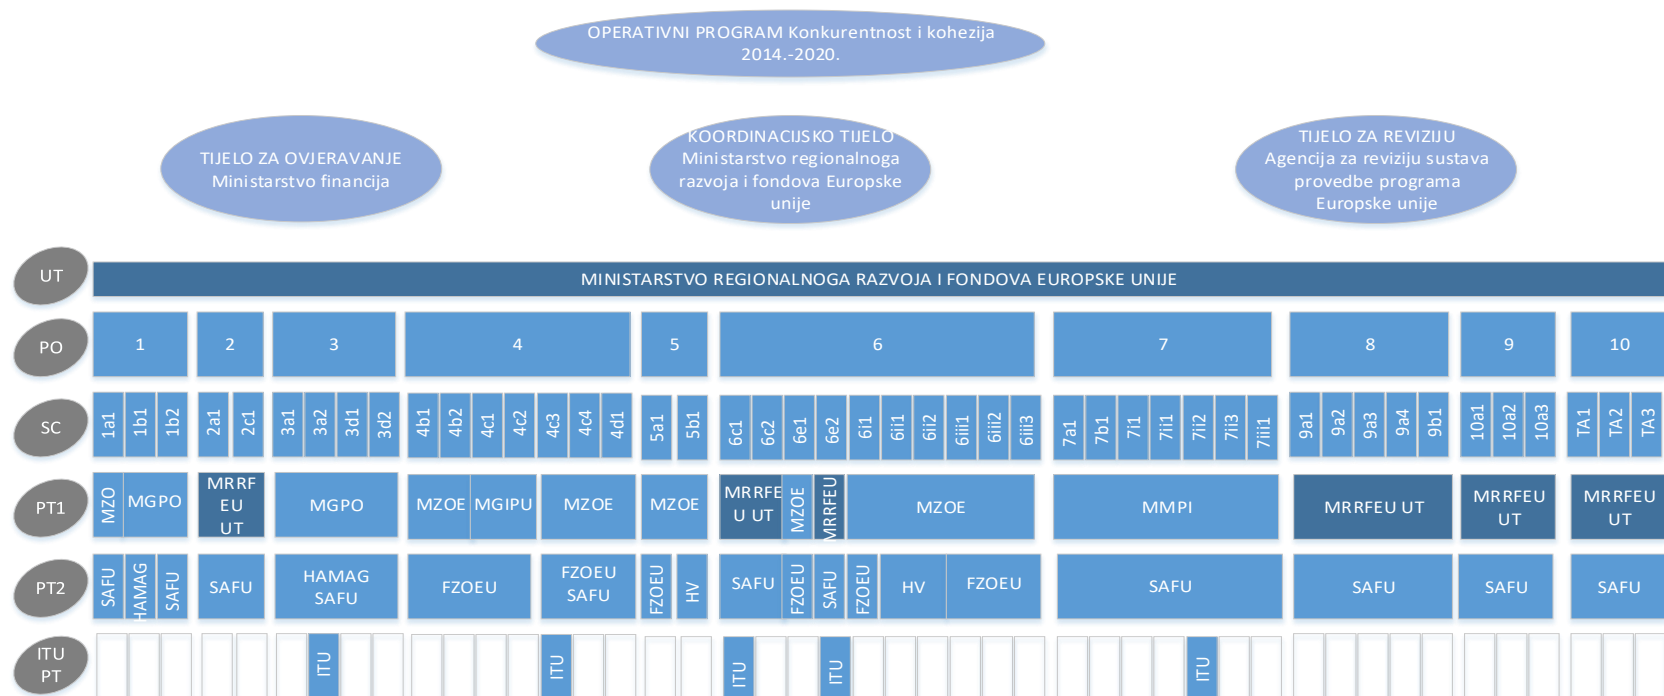 OPERATIVNI PROGRAM Konkurentnost i kohezija
2014.-2020.
TIJELO ZA OVJERAVANJE
Ministarstvo financija
KOORDINACIJSKO TIJELO
Ministarstvo regionalnoga
razvoja i fondova Europske
unije
TIJELO ZA REVIZIJU
Agencija za reviziju sustava
provedbe programa
Europske unije
UT
MINISTARSTVO REGIONALNOGA RAZVOJA I FONDOVA EUROPSKE UNIJE
PO
1
2
3
4
5
6
7
8
9
10
SC
1a1
1b1
1b2
2a1
2c1
3a1
3a2
3d1
3d2
4b1
4b2
4c1
4c2
4c3
4c4
4d1
5a1
5b1
6c1
6c2
6e1
6e2
6i1
6ii1
6ii2
6iii1
6iii2
6iii3
7a1
7b1
7i1
7ii1
7ii2
7ii3
7iii1
9a1
9a2
9a3
9a4
9b1
10a1
10a2
10a3
TA1
TA2
TA3
PT1
MZO
MGPO
MRRF
EU
UT
MGPO
MZOE
MGIPU
MZOE
MZOE
MRRFE
U UT
MZOE
MRRFEU
MZOE
MMPI
MRRFEU UT
MRRFEU
UT
MRRFEU
UT
PT2
SAFU
HAMAG
SAFU
SAFU
HAMAG
SAFU
FZOEU
FZOEU
SAFU
FZOEU
HV
SAFU
FZOEU
SAFU
FZOEU
HV
FZOEU
SAFU
SAFU
SAFU
SAFU
ITU
PT
ITU
ITU
ITU
ITU
ITU